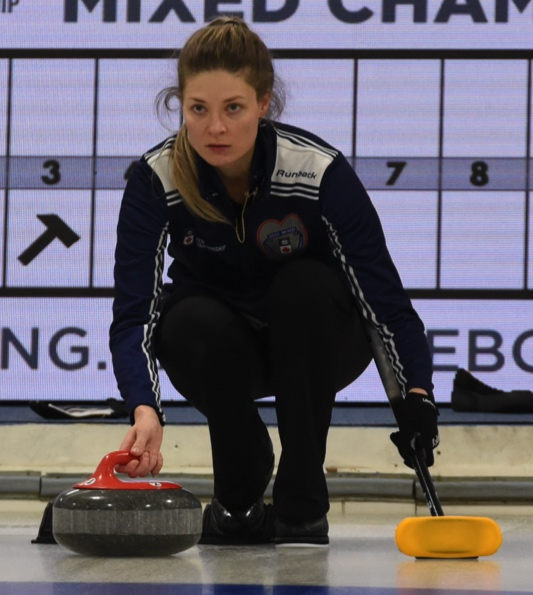 MIXED CHAM
3
7 8
Runback
NG.
EBO